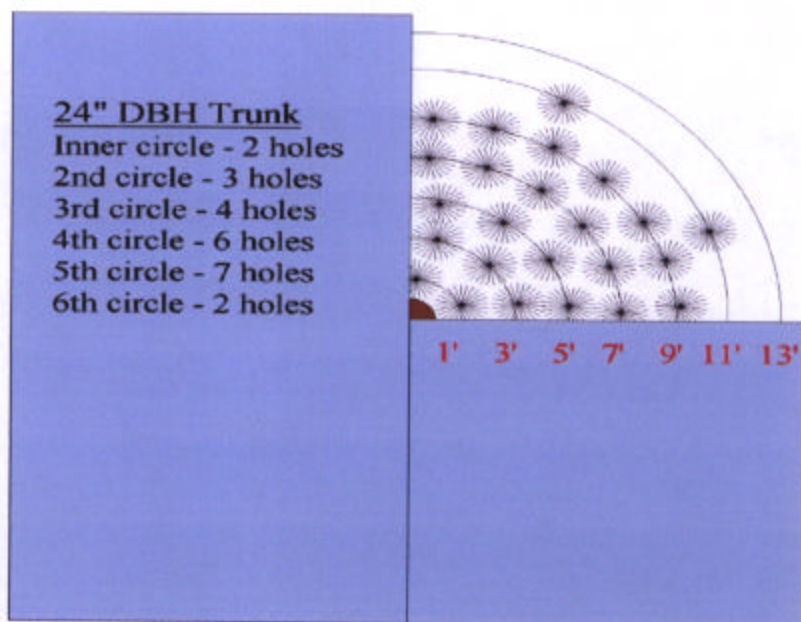 24" DBH Trunk
Inner circle - 2 holes
2nd circle - 3 holes
3rd circle - 4 holes
4th circle - 6 holes
5th circle - 7 holes
6th circle - 2 holes
1' 3' 5' 7' 9' 11' 13'